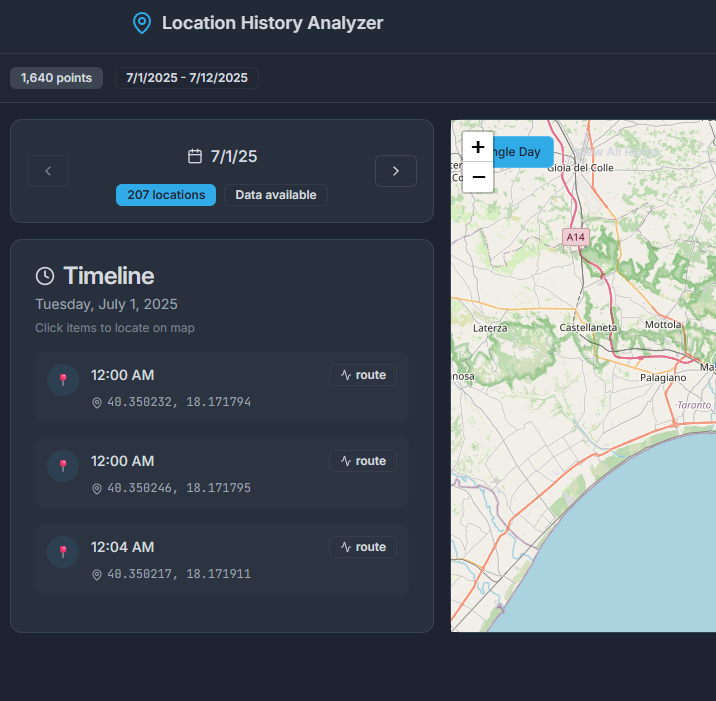 Location History Analyzer
1,640 points
7/1/2025 - 7/12/2025
7/1/25
207 locations
Data available
Timeline
Tuesday, July 1, 2025
Click items to locate on map
12:00 AM
route
40.350232, 18.171794
12:00 AM
route
40.350246, 18.171795
12:04 AM
route
40.350217, 18.171911
+
−
ngle Day
Gioia del Colle
A14
Laterza
Castellaneta
Mottola
nosa
Palagiano
Ma
Taranto